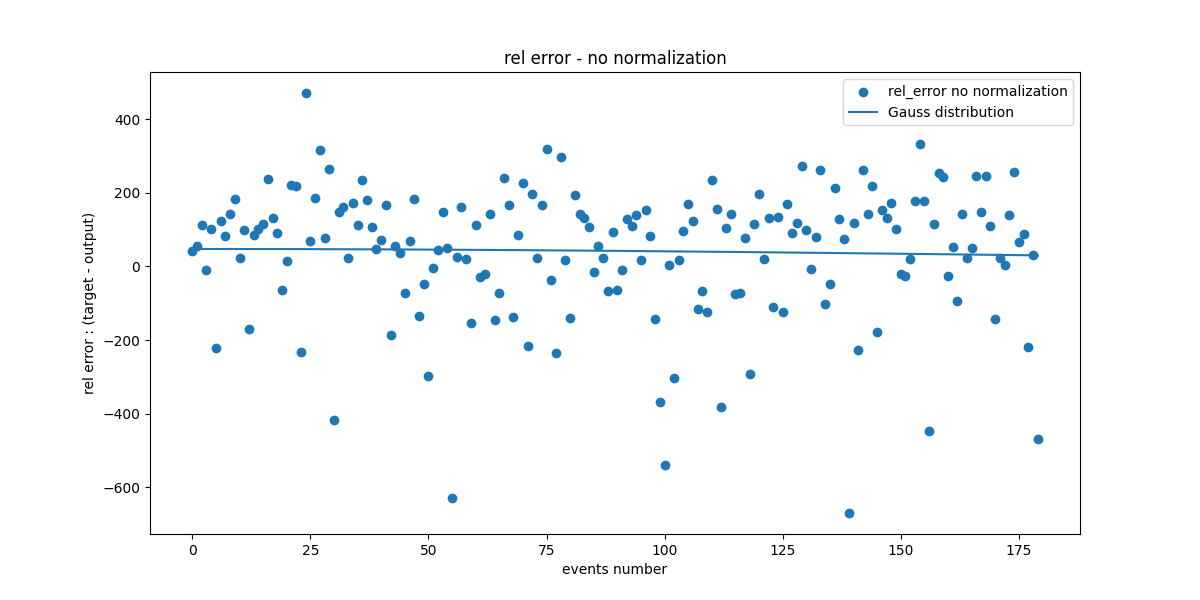 rel error - no normalization
rel_error no normalization
Gauss distribution
rel error : (target - output)
400
200
0
−200
−400
−600
0
25
50
75
100
125
150
175
events number